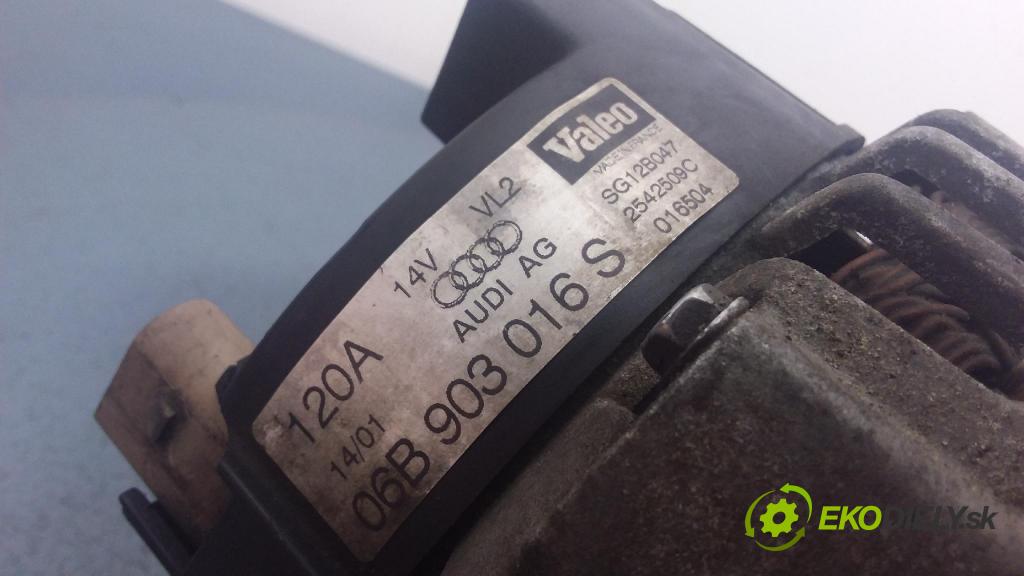 Valeo
MADE IN FRANCE
SG12B047
2542509C
016504
14V VL2
AUDI AG
120A
14/01
06B 903 016 S
EKODIELY.sk